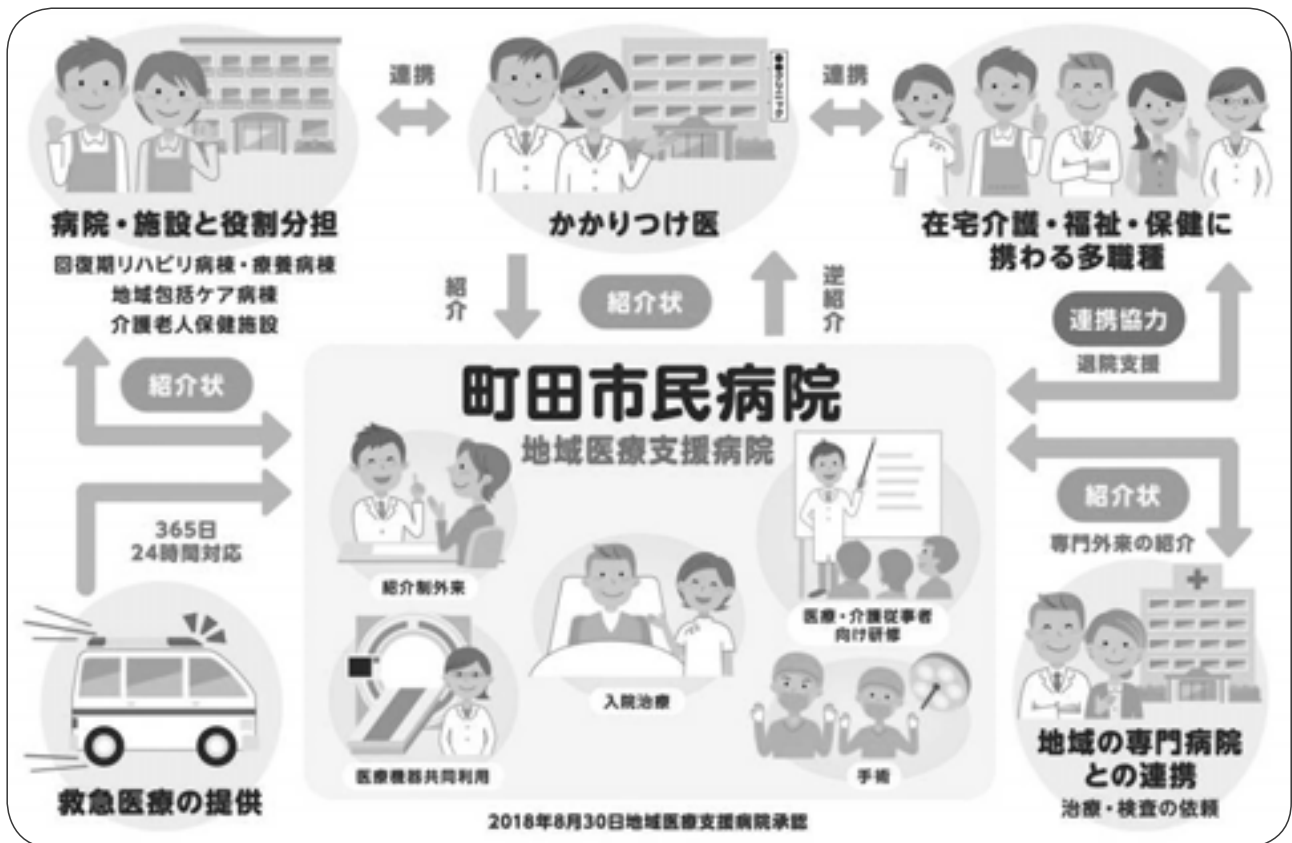 連携
連携
●●クリニック
病院・施設と役割分担
回復期リハビリ病棟・療養病棟
地域包括ケア病棟
介護老人保健施設
かかりつけ医
在宅介護・福祉・保健に
携わる多職種
紹介
紹介状
逆紹介
連携協力
退院支援
紹介状
町田市民病院
地域医療支援病院
365日
24時間対応
紹介状
専門外来の紹介
紹介制外来
医療・介護従事者
向け研修
入院治療
医療機器共同利用
手術
救急医療の提供
地域の専門病院
との連携
治療・検査の依頼
2018年8月30日地域医療支援病院承認